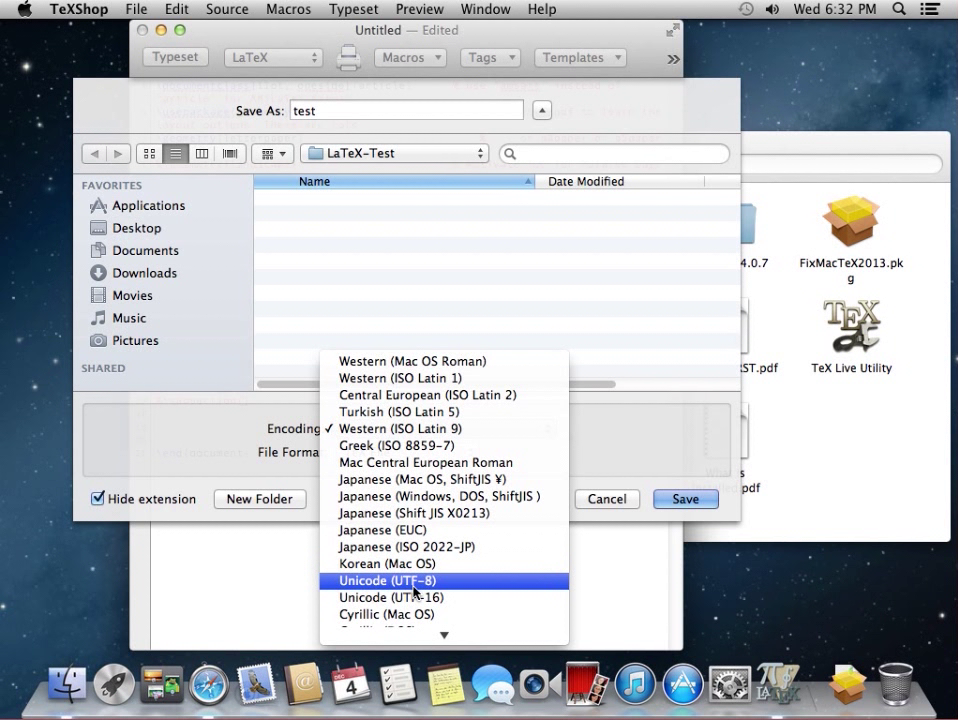 TeXShop File Edit Source Macros Typeset Preview Window Help Wed 6:32 PM
Untitled — Edited
Typeset LaTeX Macros Tags Templates »
Save As: test
LaTeX-Test
FAVORITES Name Date Modified
Applications
Desktop
Documents
Downloads
Movies
Music
Pictures
SHARED
4.0.7 FixMacTeX2013.pk
g
ST.pdf TeX Live Utility
Western (Mac OS Roman)
Western (ISO Latin 1)
Central European (ISO Latin 2)
Turkish (ISO Latin 5)
Encoding ✓ Western (ISO Latin 9)
Greek (ISO 8859-7)
File Forma
Mac Central European Roman
Japanese (Mac OS, ShiftJIS ¥)
Japanese (Windows, DOS, ShiftJIS )
Hide extension New Folder Cancel Save
Japanese (Shift JIS X0213)
Japanese (EUC)
Japanese (ISO 2022-JP)
Korean (Mac OS)
Unicode (UTF-8)
Unicode (UTF-16)
Cyrillic (Mac OS)
DEC
4